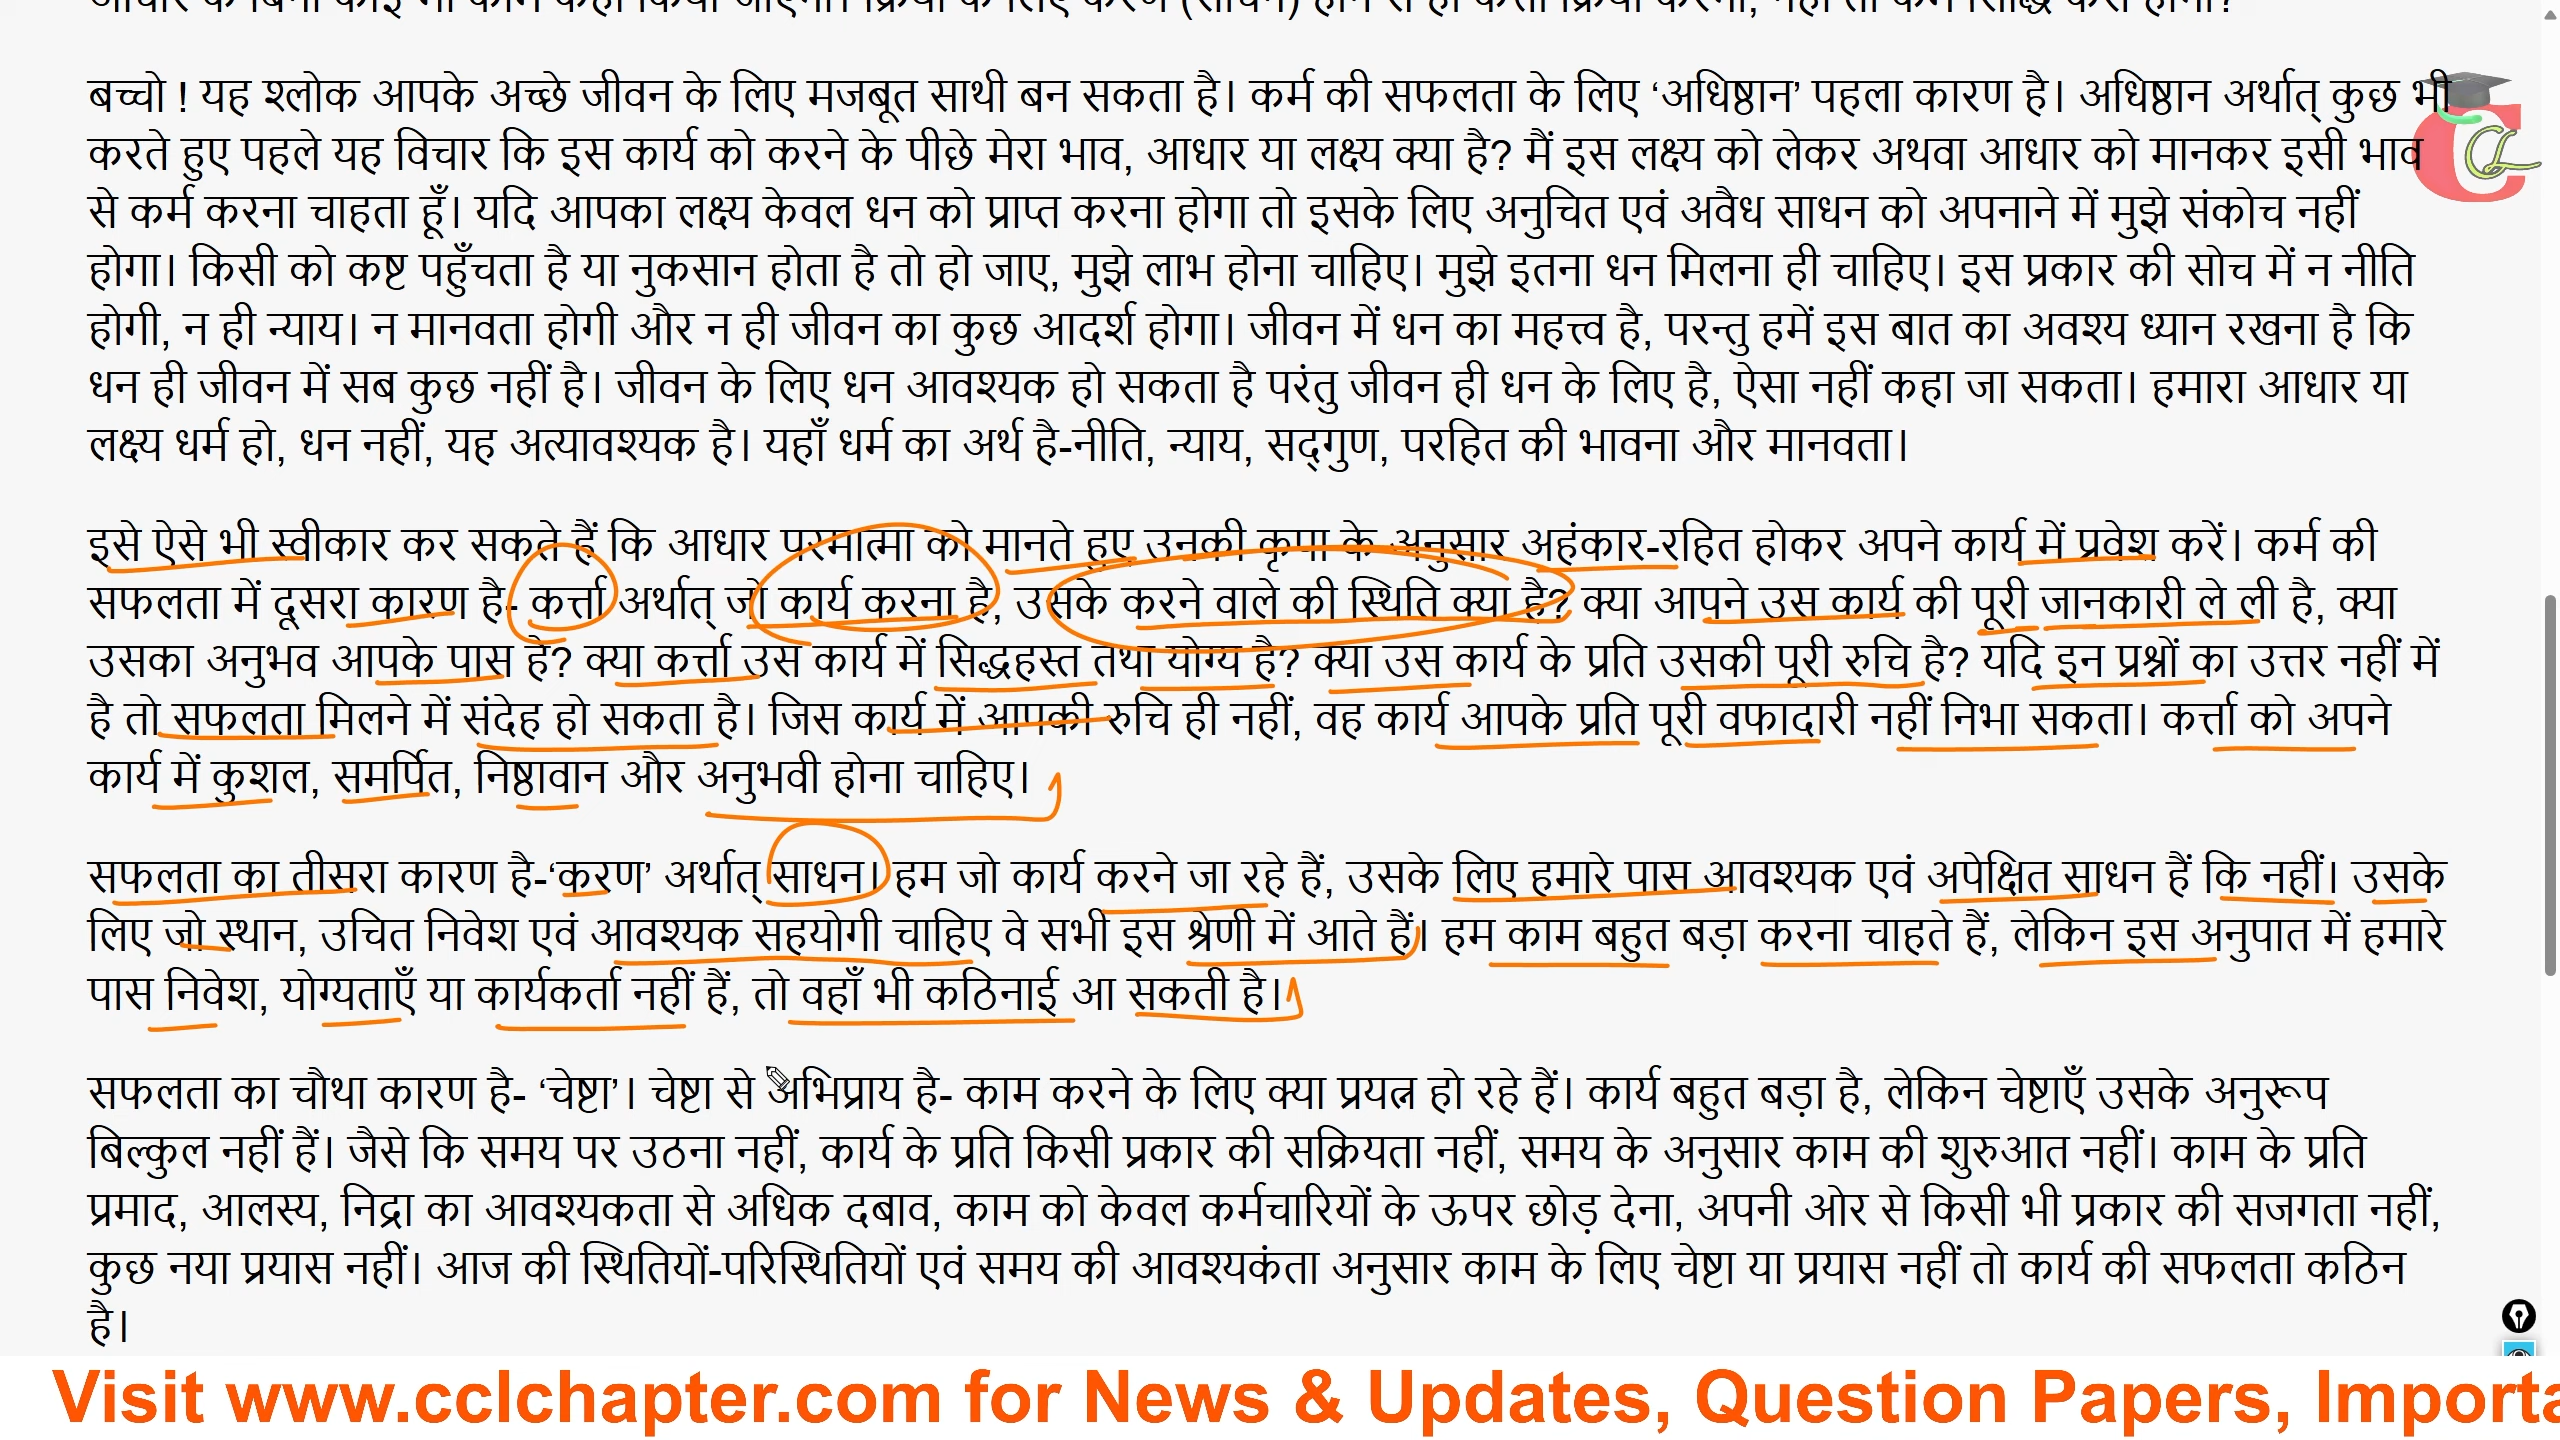 बच्चो ! यह श्लोक आपके अच्छे जीवन के लिए मजबूत साथी बन सकता है। कर्म की सफलता के लिए ‘अधिष्ठान’ पहला कारण है। अधिष्ठान अर्थात् कुछ भी
करते हुए पहले यह विचार कि इस कार्य को करने के पीछे मेरा भाव, आधार या लक्ष्य क्या है? मैं इस लक्ष्य को लेकर अथवा आधार को मानकर इसी भाव
से कर्म करना चाहता हूँ। यदि आपका लक्ष्य केवल धन को प्राप्त करना होगा तो इसके लिए अनुचित एवं अवैध साधन को अपनाने में मुझे संकोच नहीं
होगा। किसी को कष्ट पहुँचता है या नुकसान होता है तो हो जाए, मुझे लाभ होना चाहिए। मुझे इतना धन मिलना ही चाहिए। इस प्रकार की सोच में न नीति
होगी, न ही न्याय। न मानवता होगी और न ही जीवन का कुछ आदर्श होगा। जीवन में धन का महत्त्व है, परन्तु हमें इस बात का अवश्य ध्यान रखना है कि
धन ही जीवन में सब कुछ नहीं है। जीवन के लिए धन आवश्यक हो सकता है परंतु जीवन ही धन के लिए है, ऐसा नहीं कहा जा सकता। हमारा आधार या
लक्ष्य धर्म हो, धन नहीं, यह अत्यावश्यक है। यहाँ धर्म का अर्थ है-नीति, न्याय, सद्‌गुण, परहित की भावना और मानवता।
इसे ऐसे भी स्वीकार कर सकते हैं कि आधार परमात्मा को मानते हुए उनकी कृपा के अनुसार अहंकार-रहित होकर अपने कार्य में प्रवेश करें। कर्म की
सफलता में दूसरा कारण है- कर्त्ता अर्थात् जो कार्य करना है, उसके करने वाले की स्थिति क्या है? क्या आपने उस कार्य की पूरी जानकारी ले ली है, क्या
उसका अनुभव आपके पास है? क्या कर्त्ता उस कार्य में सिद्धहस्त तथा योग्य है? क्या उस कार्य के प्रति उसकी पूरी रुचि है? यदि इन प्रश्नों का उत्तर नहीं में
है तो सफलता मिलने में संदेह हो सकता है। जिस कार्य में आपकी रुचि ही नहीं, वह कार्य आपके प्रति पूरी वफादारी नहीं निभा सकता। कर्त्ता को अपने
कार्य में कुशल, समर्पित, निष्ठावान और अनुभवी होना चाहिए।
सफलता का तीसरा कारण है-‘करण’ अर्थात् साधन। हम जो कार्य करने जा रहे हैं, उसके लिए हमारे पास आवश्यक एवं अपेक्षित साधन हैं कि नहीं। उसके
लिए जो स्थान, उचित निवेश एवं आवश्यक सहयोगी चाहिए वे सभी इस श्रेणी में आते हैं। हम काम बहुत बड़ा करना चाहते हैं, लेकिन इस अनुपात में हमारे
पास निवेश, योग्यताएँ या कार्यकर्ता नहीं हैं, तो वहाँ भी कठिनाई आ सकती है।
सफलता का चौथा कारण है- ‘चेष्टा’। चेष्टा से अभिप्राय है- काम करने के लिए क्या प्रयत्न हो रहे हैं। कार्य बहुत बड़ा है, लेकिन चेष्टाएँ उसके अनुरूप
बिल्कुल नहीं हैं। जैसे कि समय पर उठना नहीं, कार्य के प्रति किसी प्रकार की सक्रियता नहीं, समय के अनुसार काम की शुरुआत नहीं। काम के प्रति
प्रमाद, आलस्य, निद्रा का आवश्यकता से अधिक दबाव, काम को केवल कर्मचारियों के ऊपर छोड़ देना, अपनी ओर से किसी भी प्रकार की सजगता नहीं,
कुछ नया प्रयास नहीं। आज की स्थितियों-परिस्थितियों एवं समय की आवश्यकंता अनुसार काम के लिए चेष्टा या प्रयास नहीं तो कार्य की सफलता कठिन
है।
Visit www.cclchapter.com for News & Updates, Question Papers, Importa